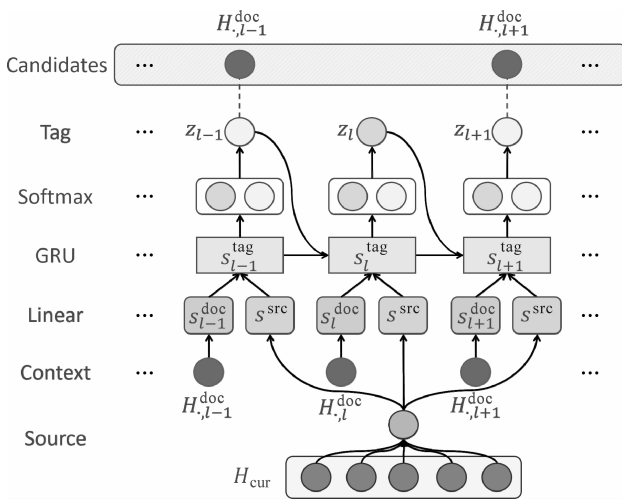 H^doc_{·,l−1} H^doc_{·,l+1}
Candidates ... ...
Tag ... z_{l−1} z_l z_{l+1} ...
Softmax ... ...
GRU ... s^tag_{l−1} s^tag_l s^tag_{l+1} ...
Linear ... s^doc_{l−1} s^src s^doc_l s^src s^doc_{l+1} s^src ...
Context ... ...
H^doc_{·,l−1} H^doc_{·,l} H^doc_{·,l+1}
Source
H_cur